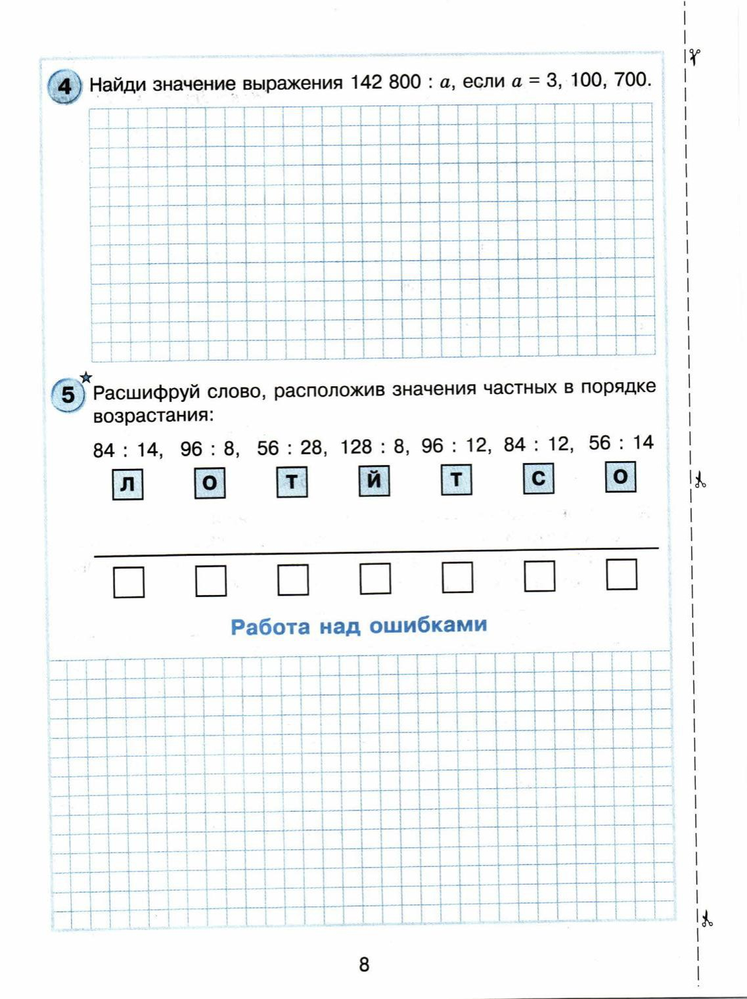 4 Найди значение выражения 142 800 : a, если a = 3, 100, 700.
5 Расшифруй слово, расположив значения частных в порядке
возрастания:
84 : 14, 96 : 8, 56 : 28, 128 : 8, 96 : 12, 84 : 12, 56 : 14
Л О Т Й Т С О
Работа над ошибками
8